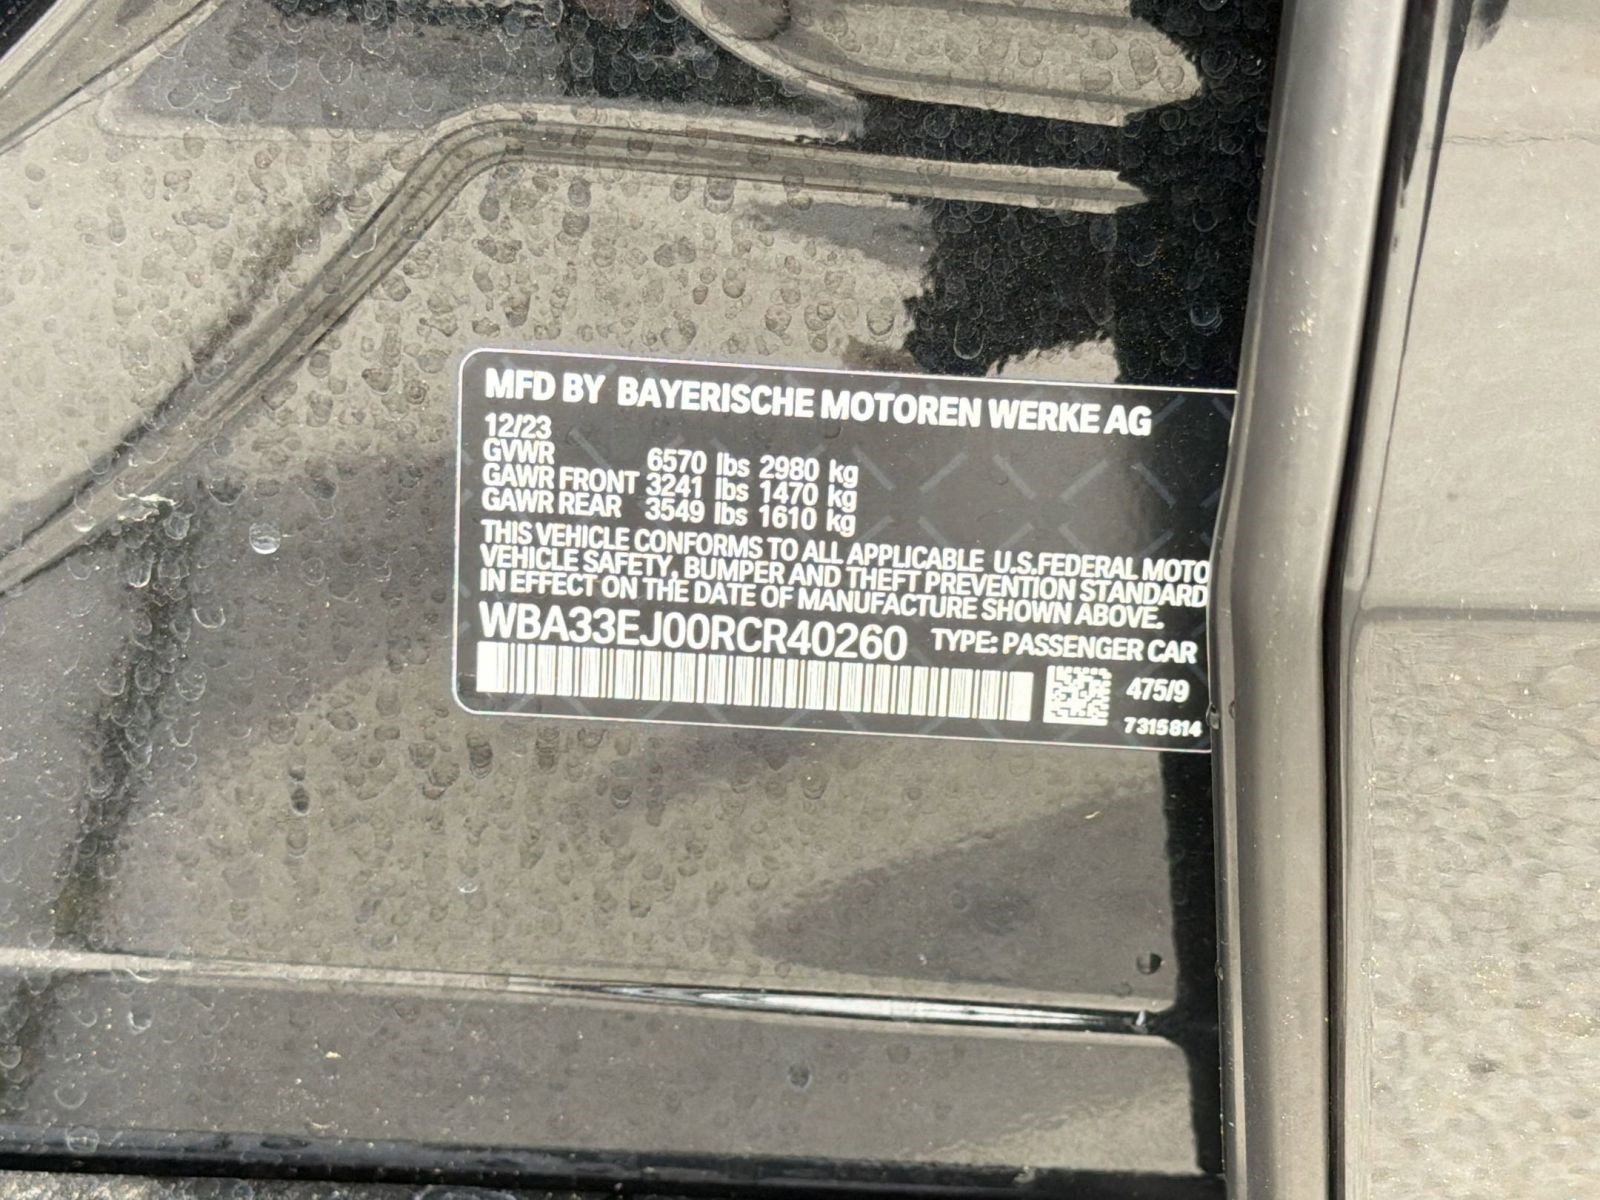 MFD BY BAYERISCHE MOTOREN WERKE AG
12/23
GVWR 6570 lbs 2980 kg
GAWR FRONT 3241 lbs 1470 kg
GAWR REAR 3549 lbs 1610 kg
THIS VEHICLE CONFORMS TO ALL APPLICABLE U.S.FEDERAL MOTO
VEHICLE SAFETY, BUMPER AND THEFT PREVENTION STANDARD
IN EFFECT ON THE DATE OF MANUFACTURE SHOWN ABOVE.
WBA33EJ00RCR40260 TYPE: PASSENGER CAR
475/9
7315814